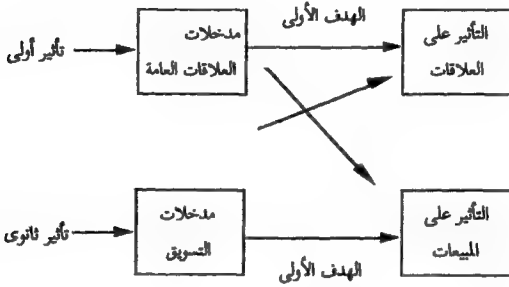 الهدف الأولى
تأثير أولى
مدخلات
العلاقات العامة
التأثير على
العلاقات
تأثير ثانوى
مدخلات
التسويق
التأثير على
المبيعات
الهدف الأولى